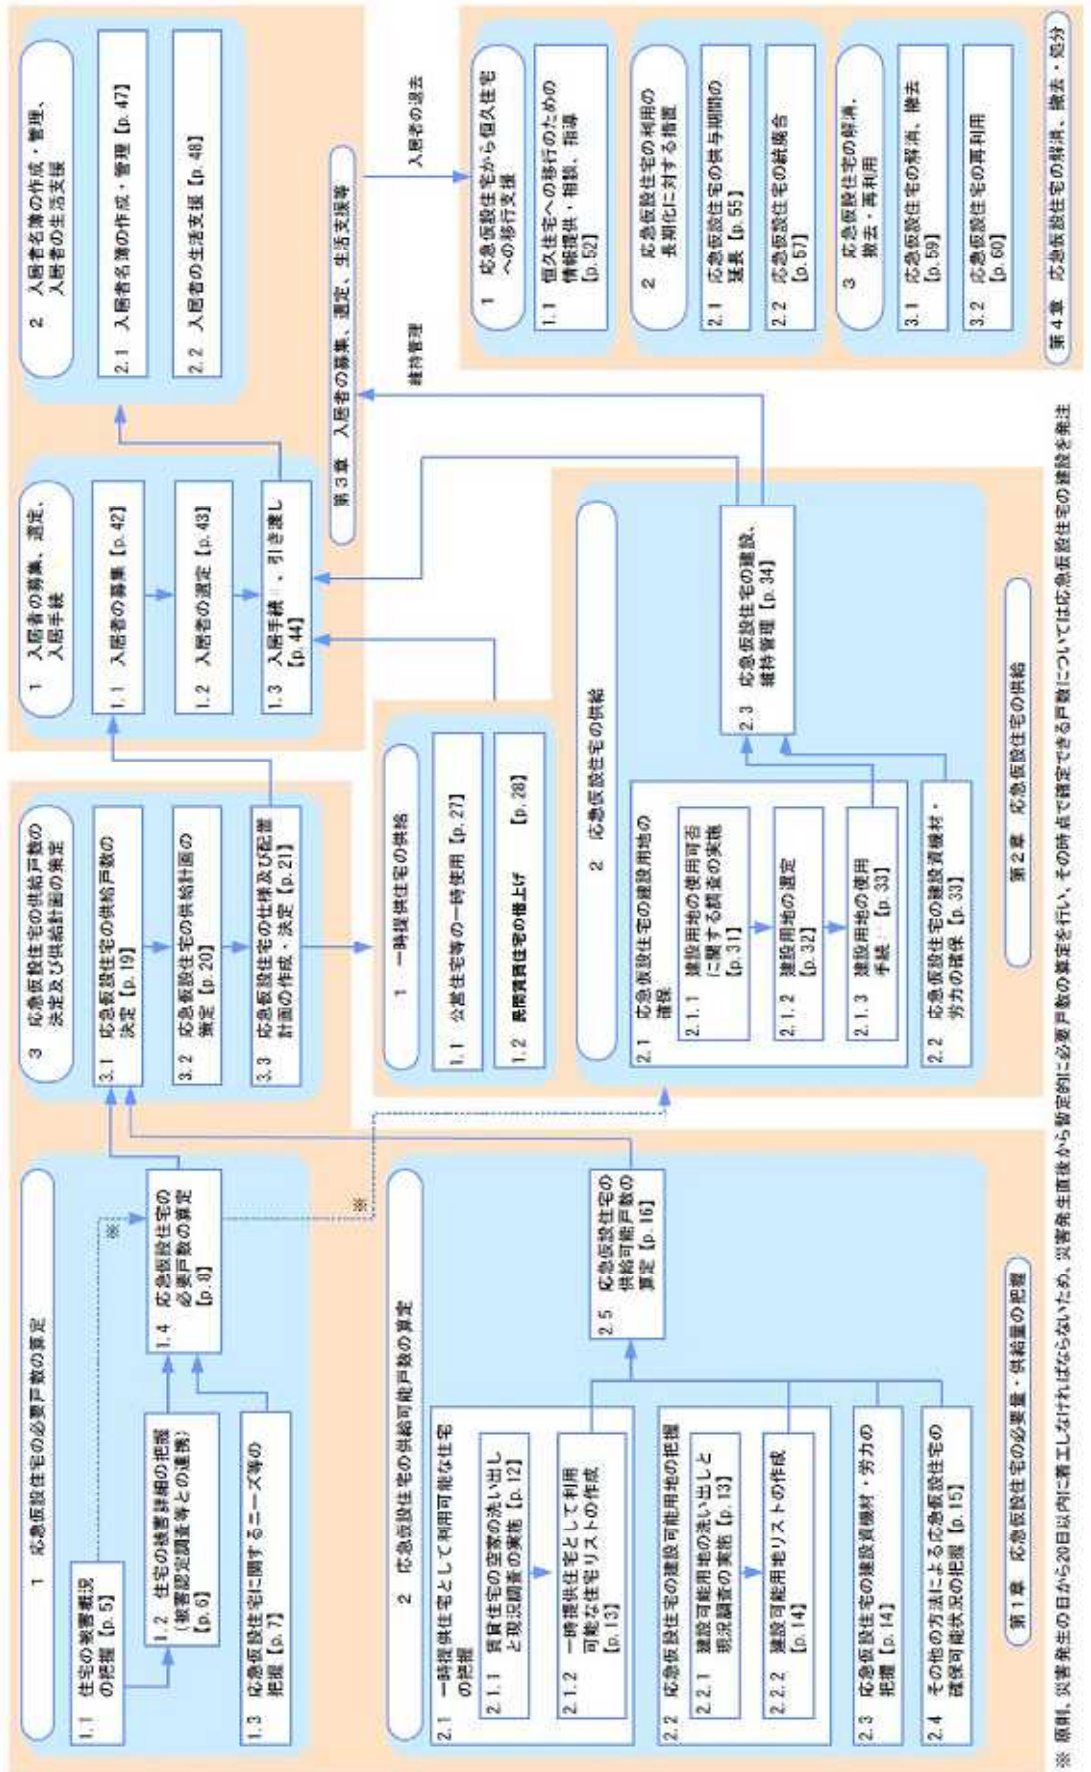 1 応急仮設住宅の必要戸数の算定
1.1 住宅の被害概況
の把握【p.5】
1.2 住宅の被害詳細の把握
(被害認定調査等との連携)
【p.6】
1.3 応急仮設住宅に関するニーズ等の
把握【p.7】
1.4 応急仮設住宅の
必要戸数の算定
【p.8】
※
※
2 応急仮設住宅の供給可能戸数の算定
2.1 一時提供住宅として利用可能な住宅
の把握
2.1.1 賃貸住宅の空家の洗い出し
と現況調査の実施【p.12】
2.1.2 一時提供住宅として利用
可能な住宅リストの作成
【p.13】
2.2 応急仮設住宅の建設可能用地の把握
2.2.1 建設可能用地の洗い出しと
現況調査の実施【p.13】
2.2.2 建設可能用地リストの作成
【p.14】
2.3 応急仮設住宅の建設資機材・労力の
把握【p.14】
2.4 その他の方法による応急仮設住宅の
確保可能状況の把握【p.15】
2.5 応急仮設住宅の
供給可能戸数の
算定【p.16】
第1章 応急仮設住宅の必要量・供給量の把握
3 応急仮設住宅の供給戸数の
決定及び供給計画の策定
3.1 応急仮設住宅の供給戸数の
決定【p.19】
3.2 応急仮設住宅の供給計画の
策定【p.20】
3.3 応急仮設住宅の仕様及び配置
計画の作成・決定【p.21】
1 一時提供住宅の供給
1.1 公営住宅等の一時使用【p.27】
1.2 民間賃貸住宅の借上げ 【p.28】
2 応急仮設住宅の供給
2.1 応急仮設住宅の建設用地の
確保
2.1.1 建設用地の使用可否
に関する調査の実施
【p.31】
2.1.2 建設用地の選定
【p.32】
2.1.3 建設用地の使用
手続【p.33】
2.2 応急仮設住宅の建設資機材・
労力の確保【p.33】
2.3 応急仮設住宅の建設、
維持管理【p.34】
第2章 応急仮設住宅の供給
1 入居者の募集、選定、
入居手続
1.1 入居者の募集【p.42】
1.2 入居者の選定【p.43】
1.3 入居手続、引き渡し
【p.44】
2 入居者名簿の作成・管理、
入居者の生活支援
2.1 入居者名簿の作成・管理【p.47】
2.2 入居者の生活支援【p.48】
第3章 入居者の募集、選定、生活支援等
維持管理
入居者の退去
1 応急仮設住宅から恒久住宅
への移行支援
1.1 恒久住宅への移行のための
情報提供・相談、指導
【p.52】
2 応急仮設住宅の利用の
長期化に対する措置
2.1 応急仮設住宅の供与期間の
延長【p.55】
2.2 応急仮設住宅の統廃合
【p.57】
3 応急仮設住宅の解消、
撤去・再利用
3.1 応急仮設住宅の解消、撤去
【p.59】
3.2 応急仮設住宅の再利用
【p.60】
第4章 応急仮設住宅の解消、撤去・処分
※ 原則、災害発生の日から20日以内に着工しなければならないため、災害発生直後から暫定的に必要戸数の算定を行い、その時点で確定できる戸数については応急仮設住宅の建設を発注